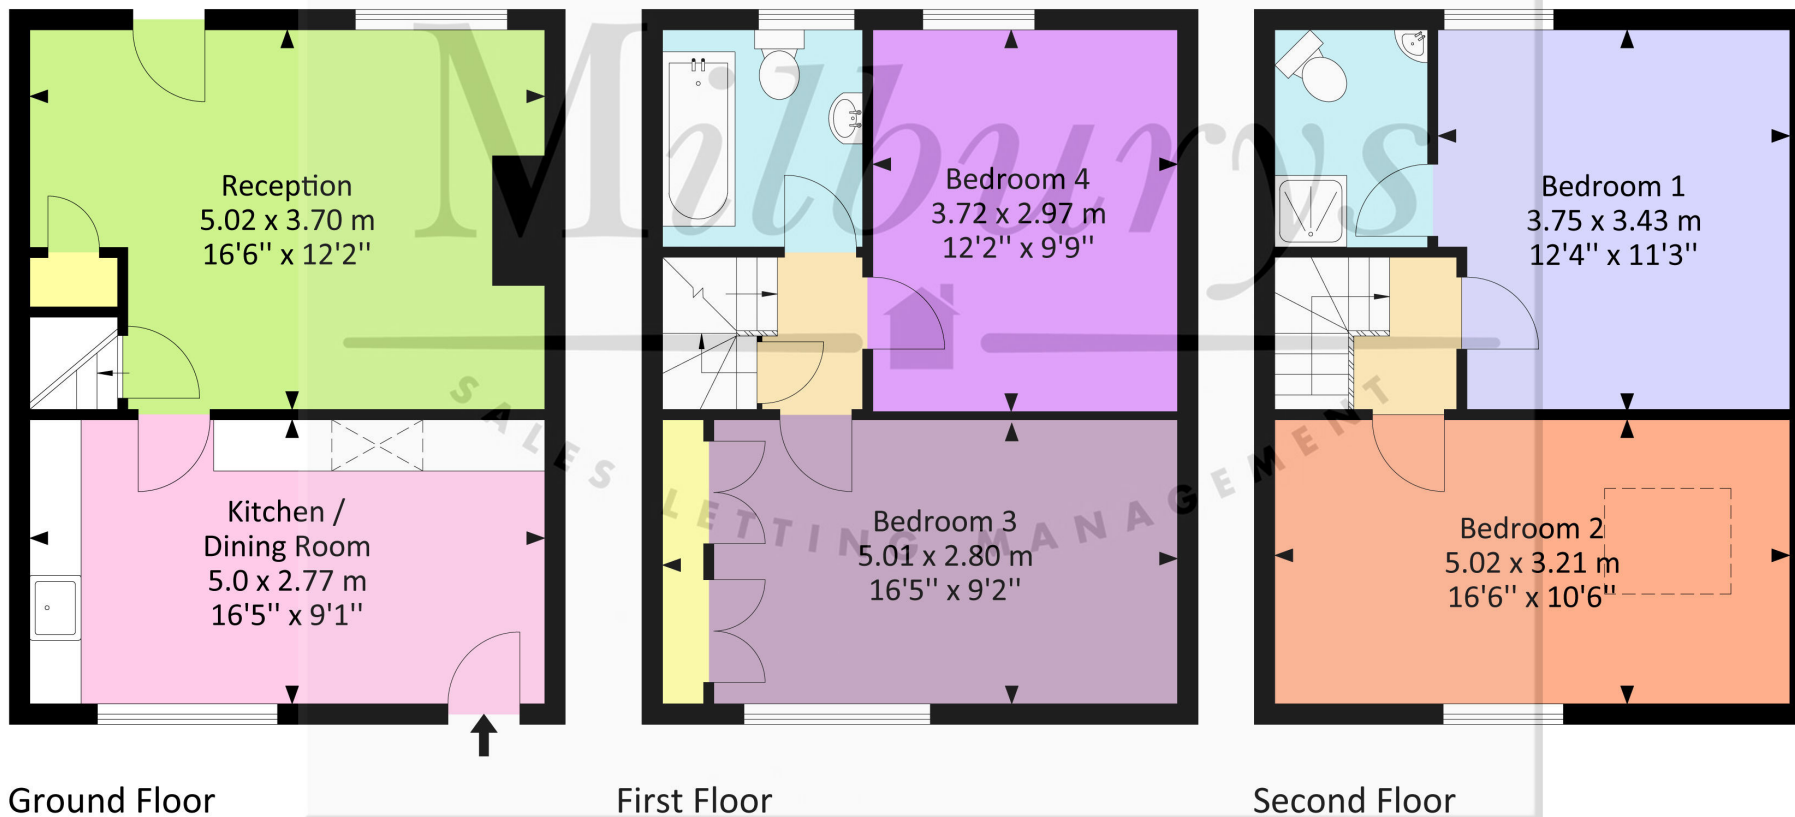 Milburys
SALES LETTING MANAGEMENT
Reception
5.02 x 3.70 m
16'6'' x 12'2''
Kitchen /
Dining Room
5.0 x 2.77 m
16'5'' x 9'1''
Ground Floor
Bedroom 4
3.72 x 2.97 m
12'2'' x 9'9''
Bedroom 3
5.01 x 2.80 m
16'5'' x 9'2''
First Floor
Bedroom 1
3.75 x 3.43 m
12'4'' x 11'3''
Bedroom 2
5.02 x 3.21 m
16'6'' x 10'6''
Second Floor